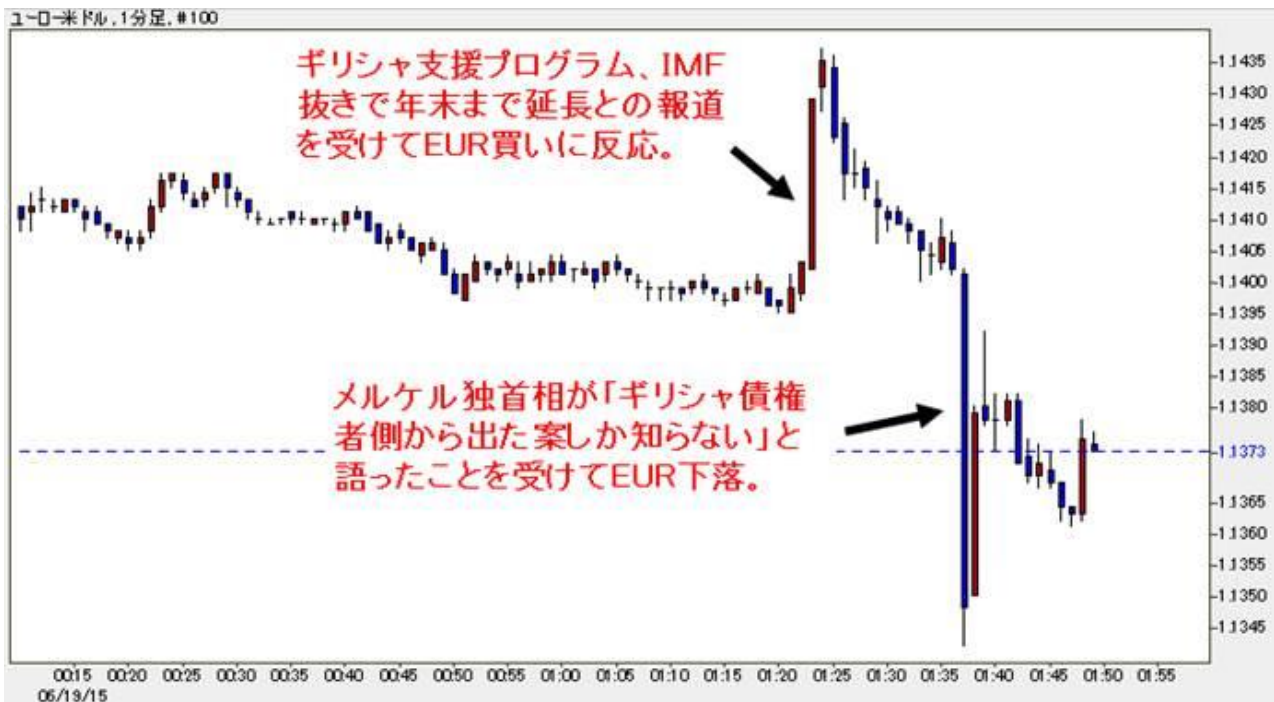 ユーロ米ドル,1分足,#100
ギリシャ支援プログラム、IMF
抜きで年末まで延長との報道
を受けてEUR買いに反応。
メルケル独首相が「ギリシャ債権
者側から出た案しか知らない」と
語ったことを受けてEUR下落。
1.1435
1.1430
1.1425
1.1420
1.1415
1.1410
1.1405
1.1400
1.1395
1.1390
1.1385
1.1380
1.1373
1.1365
1.1360
1.1355
1.1350
1.1345
00:15 00:20 00:25 00:30 00:35 00:40 00:45 00:50 00:55 01:00 01:05 01:10 01:15 01:20 01:25 01:30 01:35 01:40 01:45 01:50 01:55
06/19/15